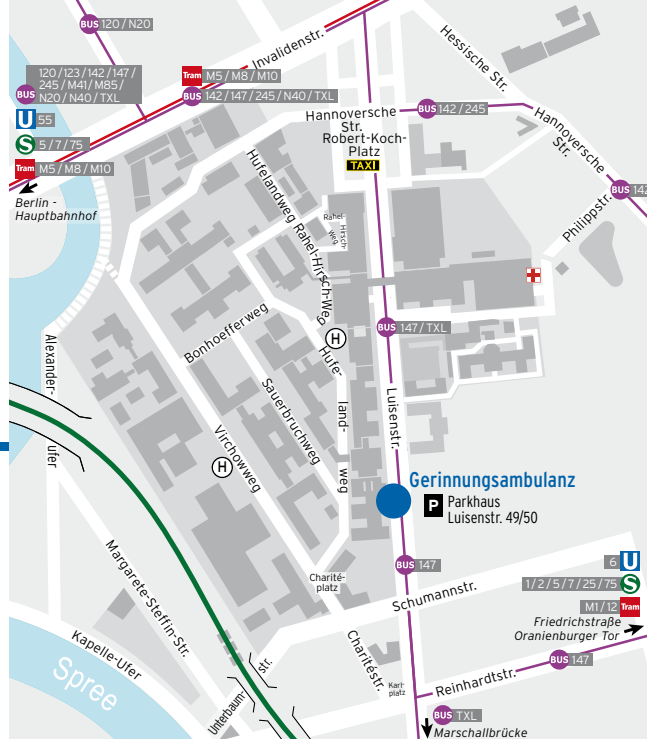 BUS 120 / N20
Invalidenstr.
Hessische Str.
120 / 123 / 142 / 147 /
245 / M41 / M85 /
BUS N20 / N40 / TXL
Tram M5 / M8 / M10
BUS 142 / 147 / 245 / N40 / TXL
U 55
S 5 / 7 / 75
Tram M5 / M8 / M10
Berlin -
Hauptbahnhof
Hannoversche
Str.
Robert-Koch-
Platz
TAXI
BUS 142 / 245
Hannoversche
Str.
Philippstr.
BUS 142
Hufelandweg
Rahel-Hirsch-Weg
Rahel-
Hirsch-
weg
BUS 147 / TXL
H
Bonhoefferweg
Hufe-
land-
weg
Sauerbruchweg
Virchowweg
H
Luisenstr.
Alexander-
ufer
Gerinnungsambulanz
P Parkhaus
Luisenstr. 49/50
BUS 147
6 U
1 / 2 / 5 / 7 / 25 / 75 S
M1 / 12 Tram
Friedrichstraße
Oranienburger Tor
Charité-
platz
Schumannstr.
Margarete-Steffin-Str.
Kapelle-Ufer
Spree
Unterbaum-
str.
Charitéstr.
Karl-
platz
Reinhardtstr.
BUS 147
BUS TXL
Marschallbrücke